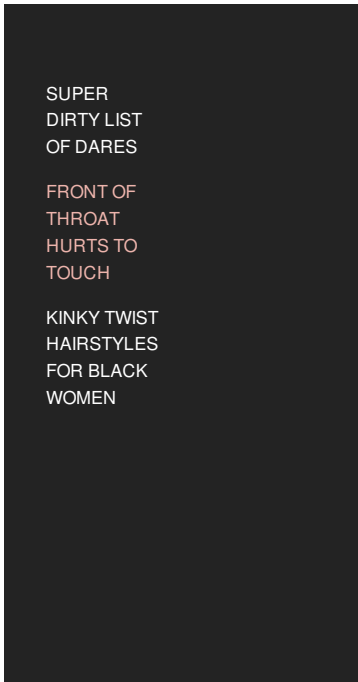 SUPER
DIRTY LIST
OF DARES
FRONT OF
THROAT
HURTS TO
TOUCH
KINKY TWIST
HAIRSTYLES
FOR BLACK
WOMEN